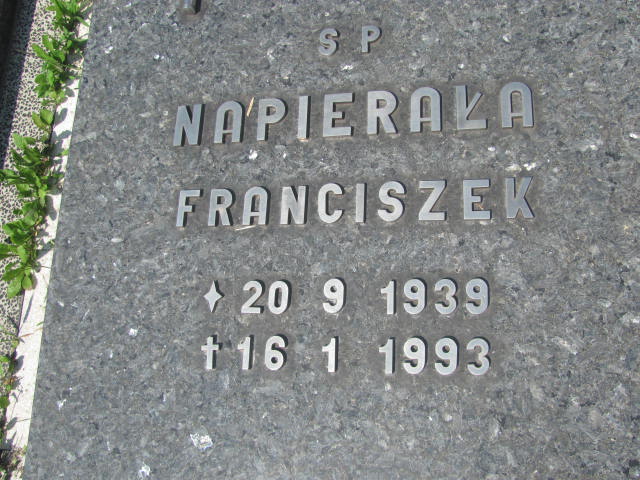 SP
NAPIERAŁA
FRANCISZEK
✦ 20 9 1939
† 16 1 1993